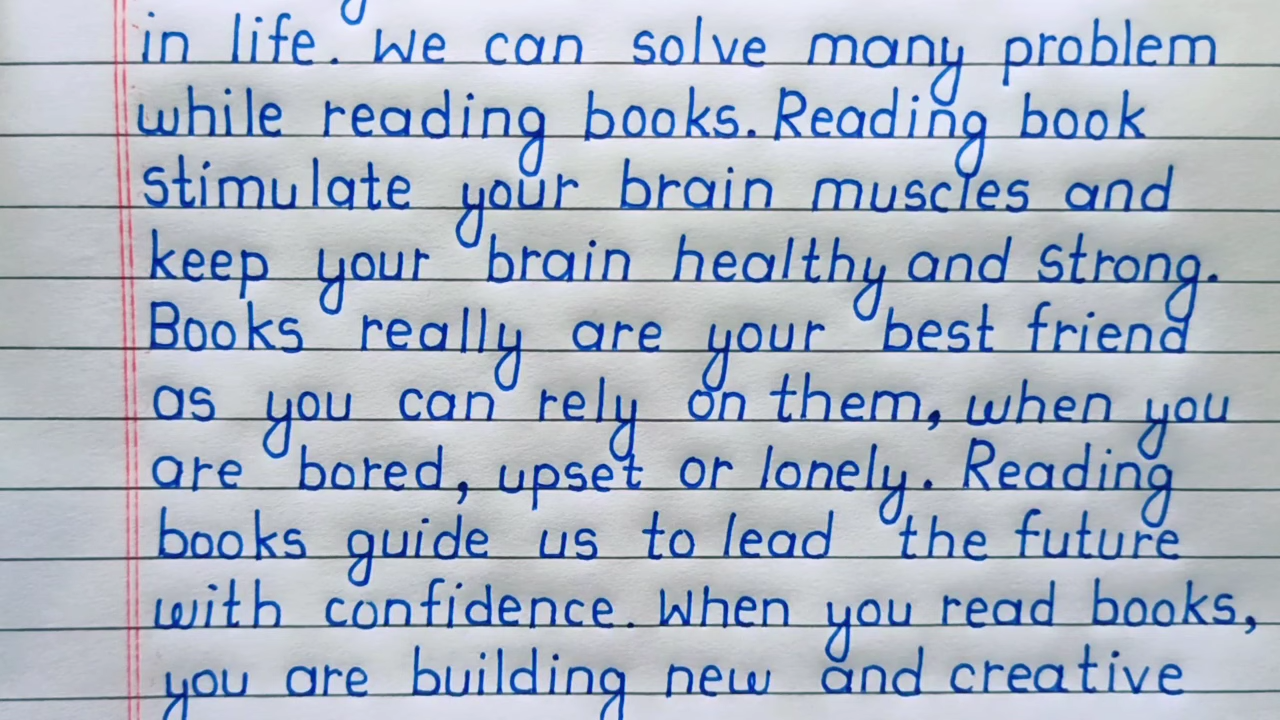 in life. We can solve many problem
while reading books. Reading book
stimulate your brain muscles and
keep your brain healthy and strong.
Books really are your best friend
as you can rely on them, when you
are bored, upset or lonely. Reading
books guide us to lead the future
with confidence. When you read books,
you are building new and creative